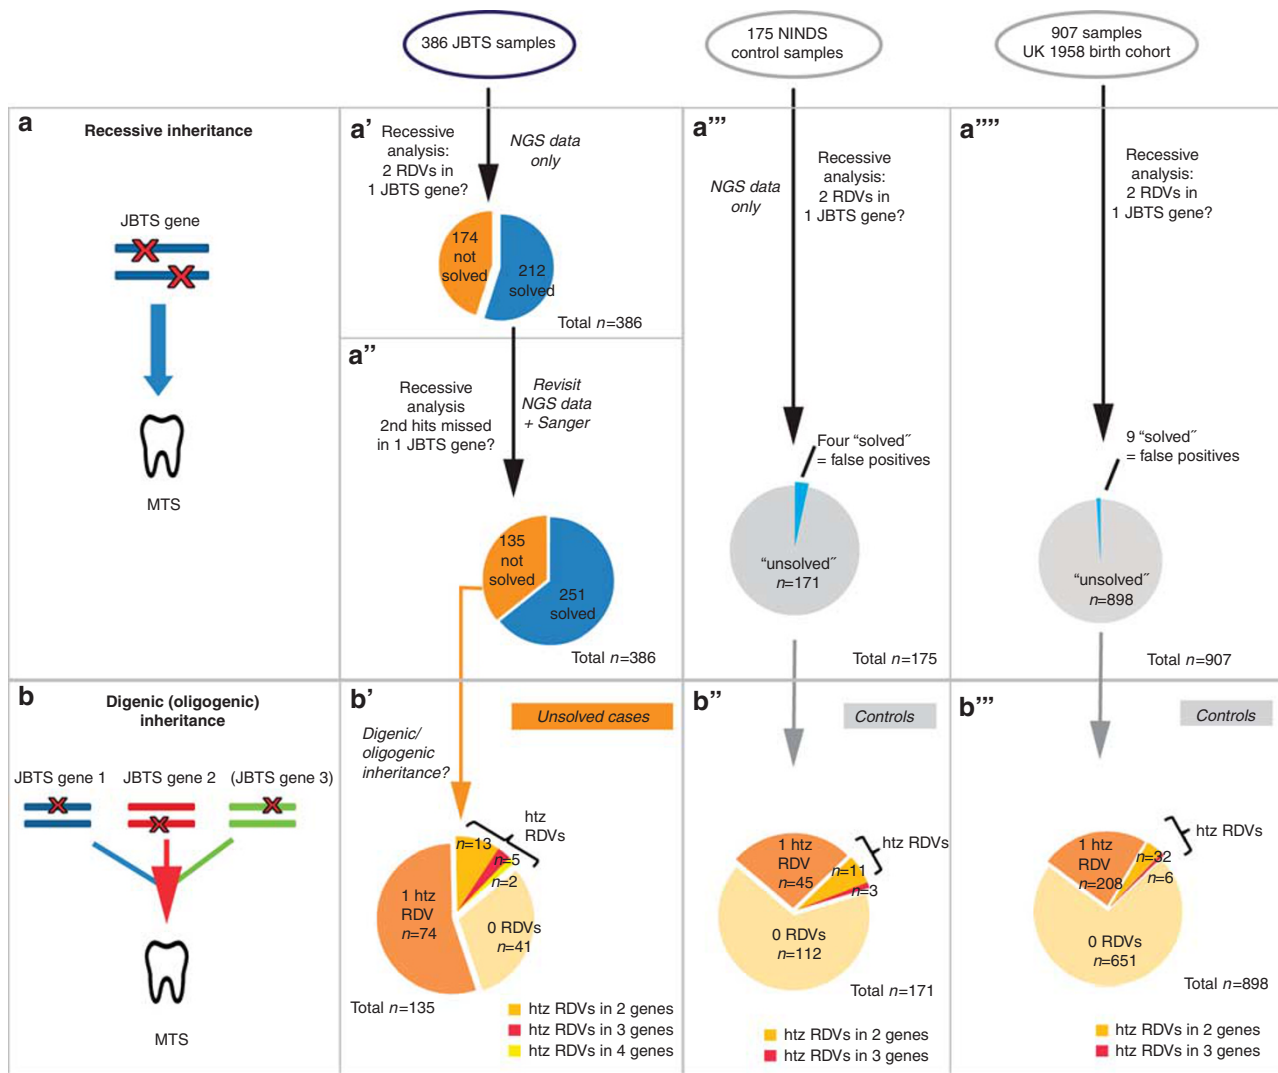 386 JBTS samples
175 NINDS
control samples
907 samples
UK 1958 birth cohort
a
Recessive inheritance
JBTS gene
MTS
a'
Recessive
analysis:
2 RDVs in
1 JBTS gene?
NGS data
only
174
not
solved
212
solved
Total n=386
a''
Recessive
analysis
2nd hits missed
in 1 JBTS gene?
Revisit
NGS data
+ Sanger
135
not
solved
251
solved
Total n=386
a'''
NGS data
only
Recessive
analysis:
2 RDVs in
1 JBTS gene?
Four “solved˝
= false positives
“unsolved˝
n=171
Total n=175
a''''
Recessive
analysis:
2 RDVs in
1 JBTS gene?
9 “solved˝
= false positives
“unsolved˝
n=898
Total n=907
b
Digenic (oligogenic)
inheritance
JBTS gene 1
JBTS gene 2
(JBTS gene 3)
MTS
b'
Unsolved cases
Digenic/
oligogenic
inheritance?
htz
RDVs
n=13
n=5
n=2
1 htz
RDV
n=74
0 RDVs
n=41
Total n=135
htz RDVs in 2 genes
htz RDVs in 3 genes
htz RDVs in 4 genes
b''
Controls
1 htz
RDV
n=45
htz RDVs
n=11
n=3
0 RDVs
n=112
Total n=171
htz RDVs in 2 genes
htz RDVs in 3 genes
b'''
Controls
1 htz
RDV
n=208
htz RDVs
n=32
n=6
0 RDVs
n=651
Total n=898
htz RDVs in 2 genes
htz RDVs in 3 genes